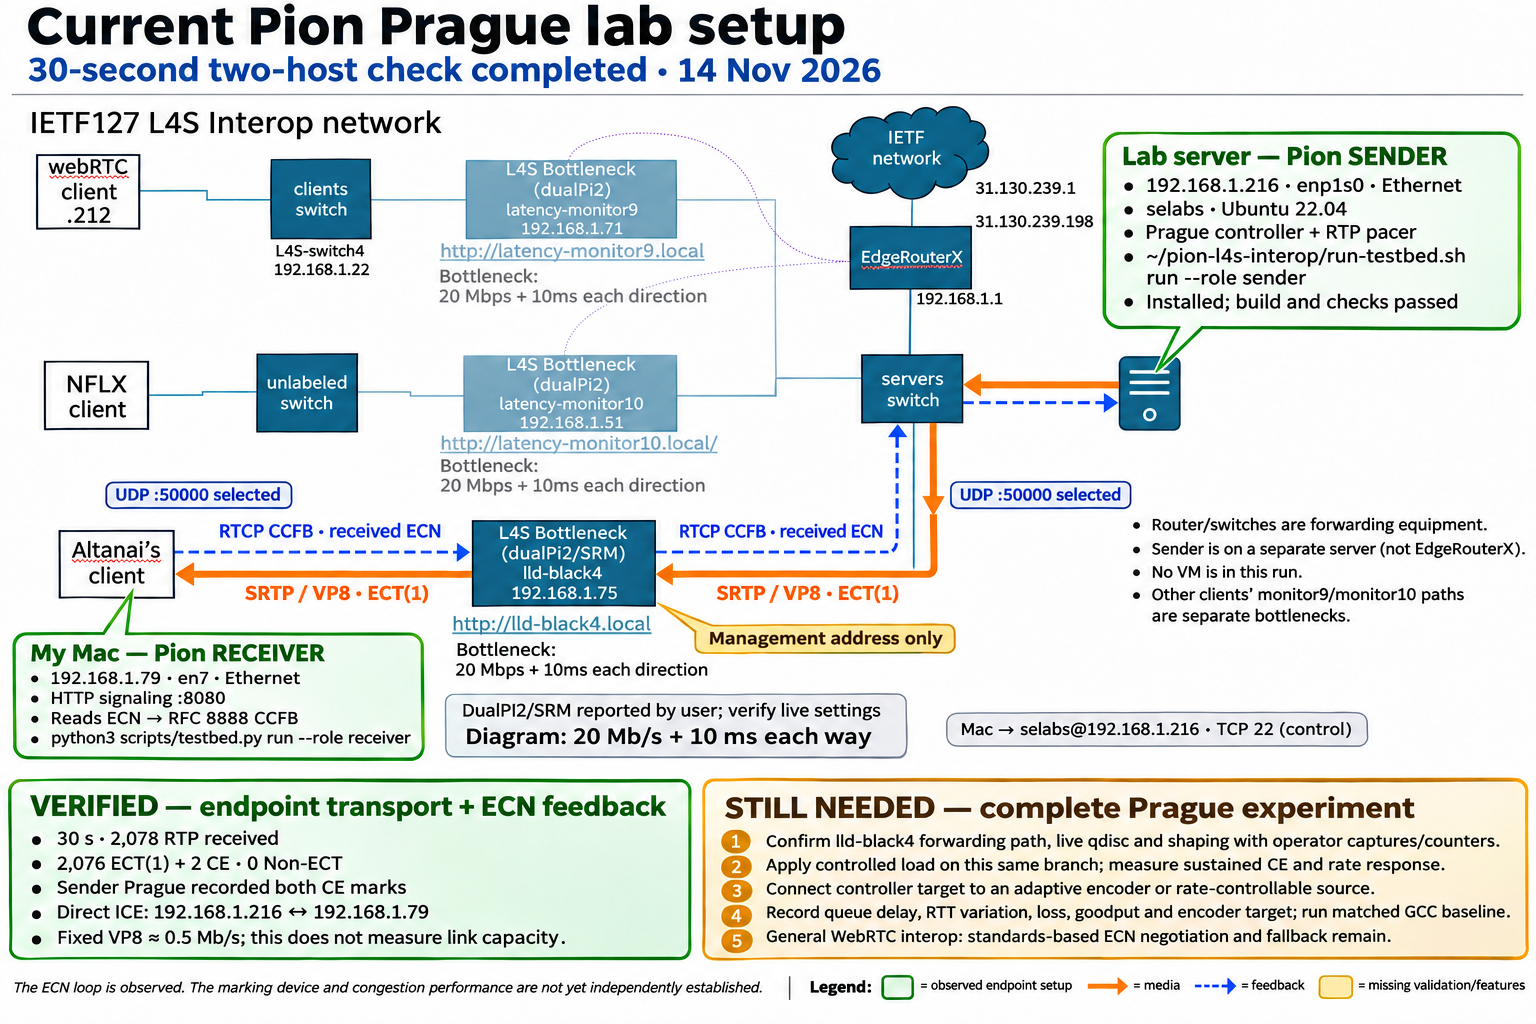 Current Pion Prague lab setup
30-second two-host check completed · 14 Nov 2026
IETF127 L4S Interop network
webRTC
client
.212
clients
switch
L4S-switch4
192.168.1.22
L4S Bottleneck
(dualPi2)
latency-monitor9
192.168.1.71
http://latency-monitor9.local
Bottleneck:
20 Mbps + 10ms each direction
IETF
network
31.130.239.1
31.130.239.198
EdgeRouterX
192.168.1.1
Lab server — Pion SENDER
• 192.168.1.216 · enp1s0 · Ethernet
• selabs · Ubuntu 22.04
• Prague controller + RTP pacer
• ~/pion-l4s-interop/run-testbed.sh
run --role sender
• Installed; build and checks passed
NFLX
client
unlabeled
switch
L4S Bottleneck
(dualPi2)
latency-monitor10
192.168.1.51
http://latency-monitor10.local/
Bottleneck:
20 Mbps + 10ms each direction
servers
switch
UDP :50000 selected
UDP :50000 selected
Altanai's
client
RTCP CCFB · received ECN
SRTP / VP8 · ECT(1)
L4S Bottleneck
(dualPi2/SRM)
lld-black4
192.168.1.75
http://lld-black4.local
Bottleneck:
20 Mbps + 10ms each direction
RTCP CCFB · received ECN
SRTP / VP8 · ECT(1)
Management address only
• Router/switches are forwarding equipment.
• Sender is on a separate server (not EdgeRouterX).
• No VM is in this run.
• Other clients' monitor9/monitor10 paths
are separate bottlenecks.
My Mac — Pion RECEIVER
• 192.168.1.79 · en7 · Ethernet
• HTTP signaling :8080
• Reads ECN → RFC 8888 CCFB
• python3 scripts/testbed.py run --role receiver
DualPI2/SRM reported by user; verify live settings
Diagram: 20 Mb/s + 10 ms each way
Mac → selabs@192.168.1.216 · TCP 22 (control)
VERIFIED — endpoint transport + ECN feedback
• 30 s · 2,078 RTP received
• 2,076 ECT(1) + 2 CE · 0 Non-ECT
• Sender Prague recorded both CE marks
• Direct ICE: 192.168.1.216 ↔ 192.168.1.79
• Fixed VP8 ≈ 0.5 Mb/s; this does not measure link capacity.
STILL NEEDED — complete Prague experiment
1 Confirm lld-black4 forwarding path, live qdisc and shaping with operator captures/counters.
2 Apply controlled load on this same branch; measure sustained CE and rate response.
3 Connect controller target to an adaptive encoder or rate-controllable source.
4 Record queue delay, RTT variation, loss, goodput and encoder target; run matched GCC baseline.
5 General WebRTC interop: standards-based ECN negotiation and fallback remain.
The ECN loop is observed. The marking device and congestion performance are not yet independently established.
Legend: = observed endpoint setup = media = feedback = missing validation/features